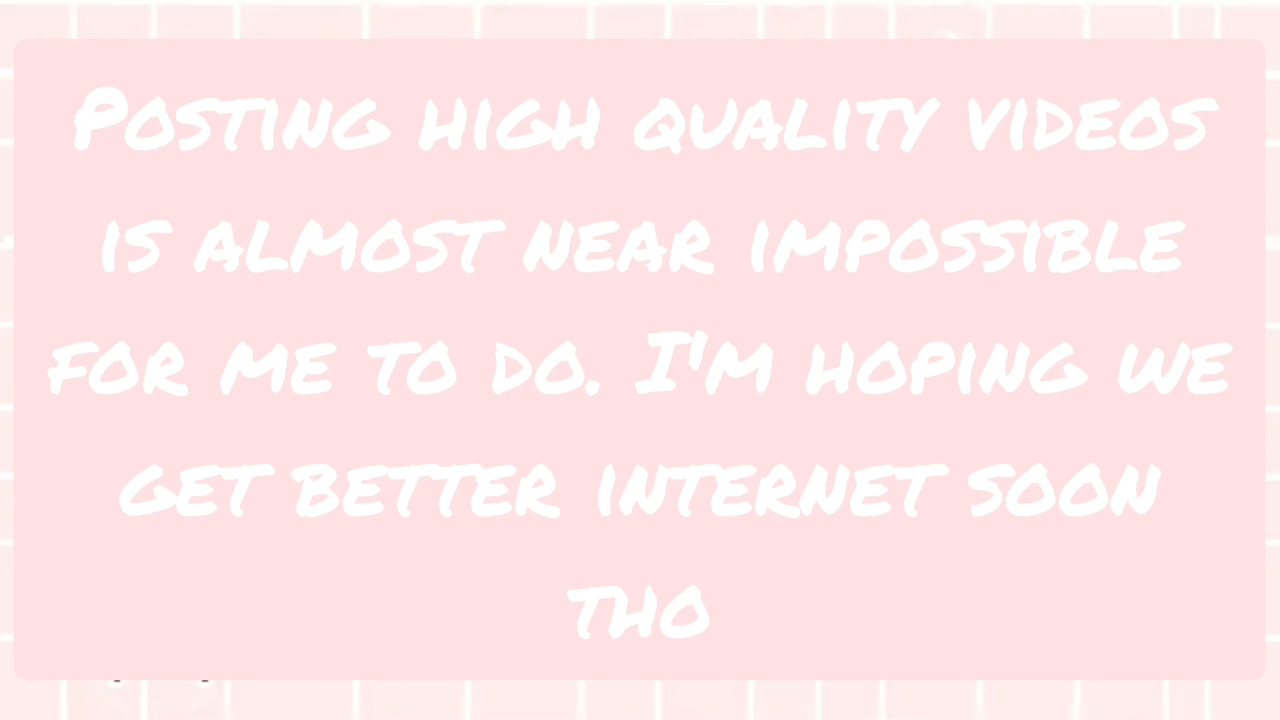 Posting high quality videos
is almost near impossible
for me to do. I'm hoping we
get better internet soon
tho